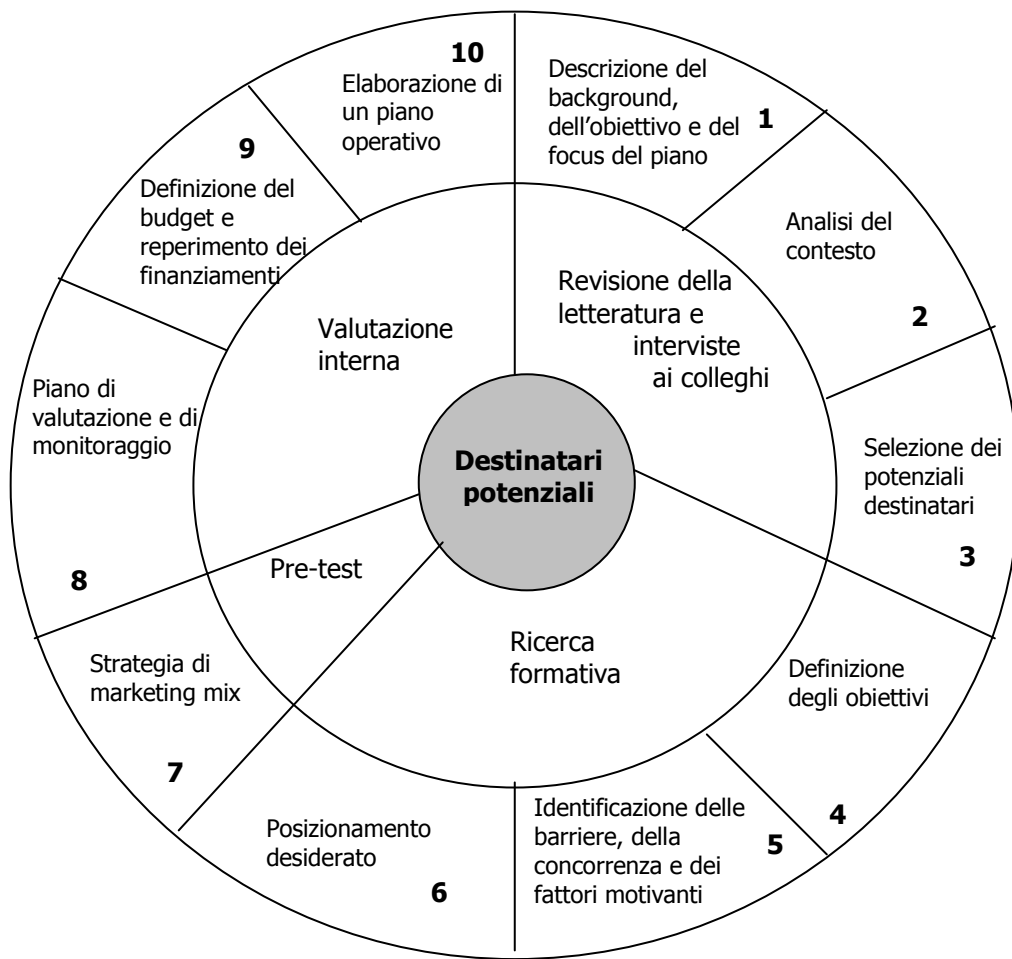 10
Elaborazione di
un piano
operativo
Descrizione del
background,
dell'obiettivo e del
focus del piano
1
Analisi del
contesto
2
Selezione dei
potenziali
destinatari
3
Definizione
degli obiettivi
4
Identificazione delle
barriere, della
concorrenza e dei
fattori motivanti
5
Posizionamento
desiderato
6
Strategia di
marketing mix
7
Piano di
valutazione e di
monitoraggio
8
9
Definizione del
budget e
reperimento dei
finanziamenti
Valutazione
interna
Revisione della
letteratura e
interviste
ai colleghi
Destinatari
potenziali
Pre-test
Ricerca
formativa